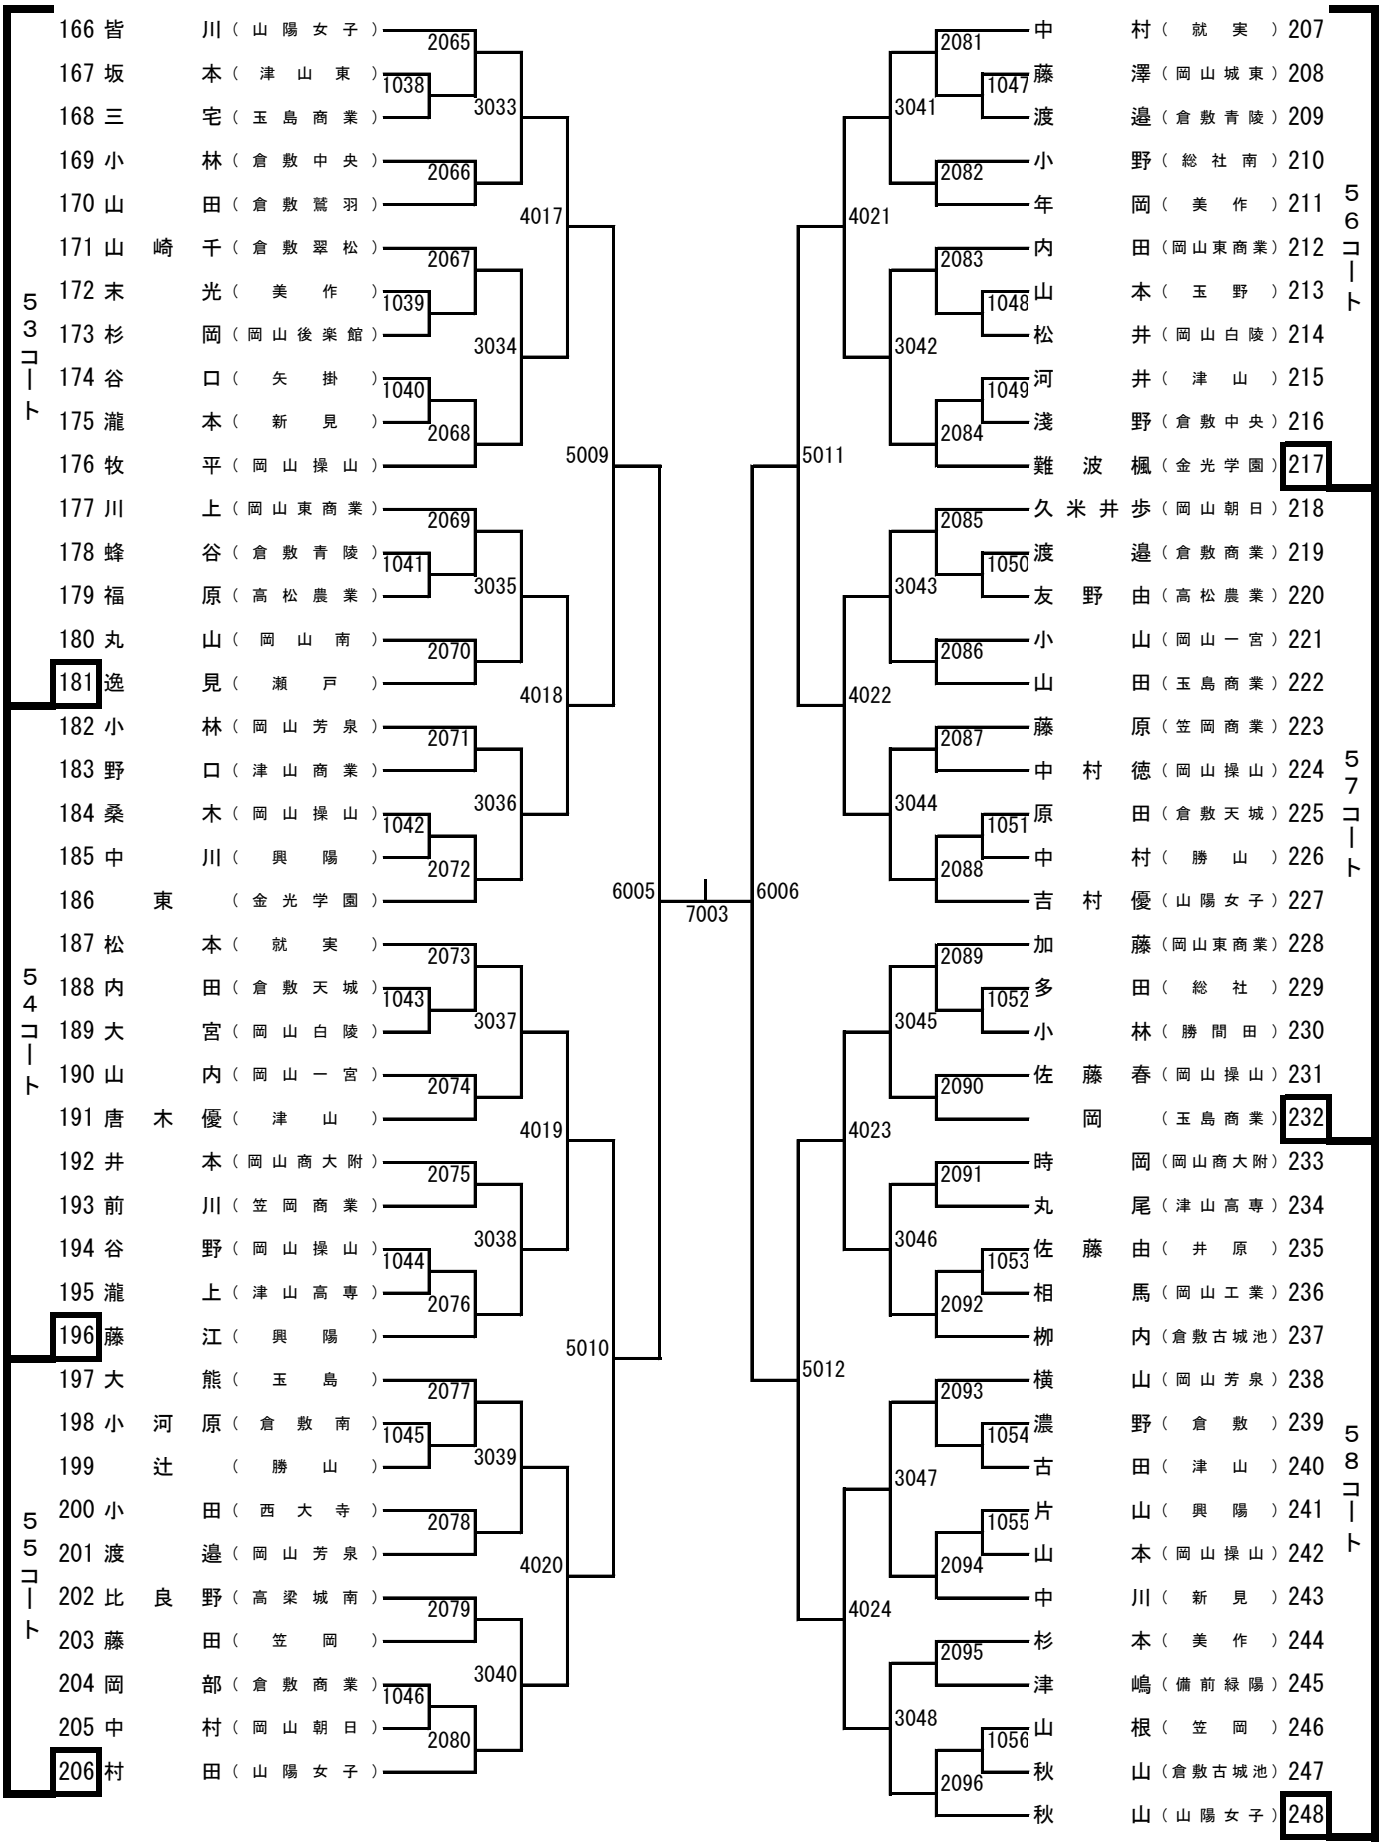 166 皆川（山陽女子）
2065
167 坂本（津山東）
1038
168 三宅（玉島商業）
3033
169 小林（倉敷中央）
2066
170 山田（倉敷鷲羽）
4017
171 山崎千（倉敷翠松）
2067
172 末光（美作）
1039
173 杉岡（岡山後楽館）
3034
174 谷口（矢掛）
1040
175 瀧本（新見）
2068
176 牧平（岡山操山）
5009
177 川上（岡山東商業）
2069
178 蜂谷（倉敷青陵）
1041
179 福原（高松農業）
3035
180 丸山（岡山南）
2070
181 逸見（瀬戸）
4018
53コート
182 小林（岡山芳泉）
2071
183 野口（津山商業）
3036
184 桑木（岡山操山）
1042
185 中川（興陽）
2072
186 東（金光学園）
6005
187 松本（就実）
2073
188 内田（倉敷天城）
1043
189 大宮（岡山白陵）
3037
190 山内（岡山一宮）
2074
191 唐木優（津山）
4019
192 井本（岡山商大附）
2075
193 前川（笠岡商業）
3038
194 谷野（岡山操山）
1044
195 瀧上（津山高専）
2076
196 藤江（興陽）
5010
54コート
197 大熊（玉島）
2077
198 小河原（倉敷南）
1045
199 辻（勝山）
3039
200 小田（西大寺）
2078
201 渡邉（岡山芳泉）
4020
202 比良野（高梁城南）
2079
203 藤田（笠岡）
3040
204 岡部（倉敷商業）
1046
205 中村（岡山朝日）
2080
206 村田（山陽女子）
55コート
7003
中村（就実）207
2081
藤澤（岡山城東）208
1047
渡邉（倉敷青陵）209
3041
小野（総社南）210
2082
年岡（美作）211
4021
内田（岡山東商業）212
2083
山本（玉野）213
1048
松井（岡山白陵）214
3042
河井（津山）215
1049
淺野（倉敷中央）216
2084
難波楓（金光学園）217
5011
56コート
久米井歩（岡山朝日）218
2085
渡邉（倉敷商業）219
1050
友野由（高松農業）220
3043
小山（岡山一宮）221
2086
山田（玉島商業）222
4022
藤原（笠岡商業）223
2087
中村徳（岡山操山）224
3044
原田（倉敷天城）225
1051
中村（勝山）226
2088
吉村優（山陽女子）227
6006
加藤（岡山東商業）228
2089
多田（総社）229
1052
小林（勝間田）230
3045
佐藤春（岡山操山）231
2090
岡（玉島商業）232
4023
57コート
時岡（岡山商大附）233
2091
丸尾（津山高専）234
3046
佐藤由（井原）235
1053
相馬（岡山工業）236
2092
栁内（倉敷古城池）237
5012
横山（岡山芳泉）238
2093
濃野（倉敷）239
1054
古田（津山）240
3047
片山（興陽）241
1055
山本（岡山操山）242
2094
中川（新見）243
4024
杉本（美作）244
2095
津嶋（備前緑陽）245
3048
山根（笠岡）246
1056
秋山（倉敷古城池）247
2096
秋山（山陽女子）248
58コート